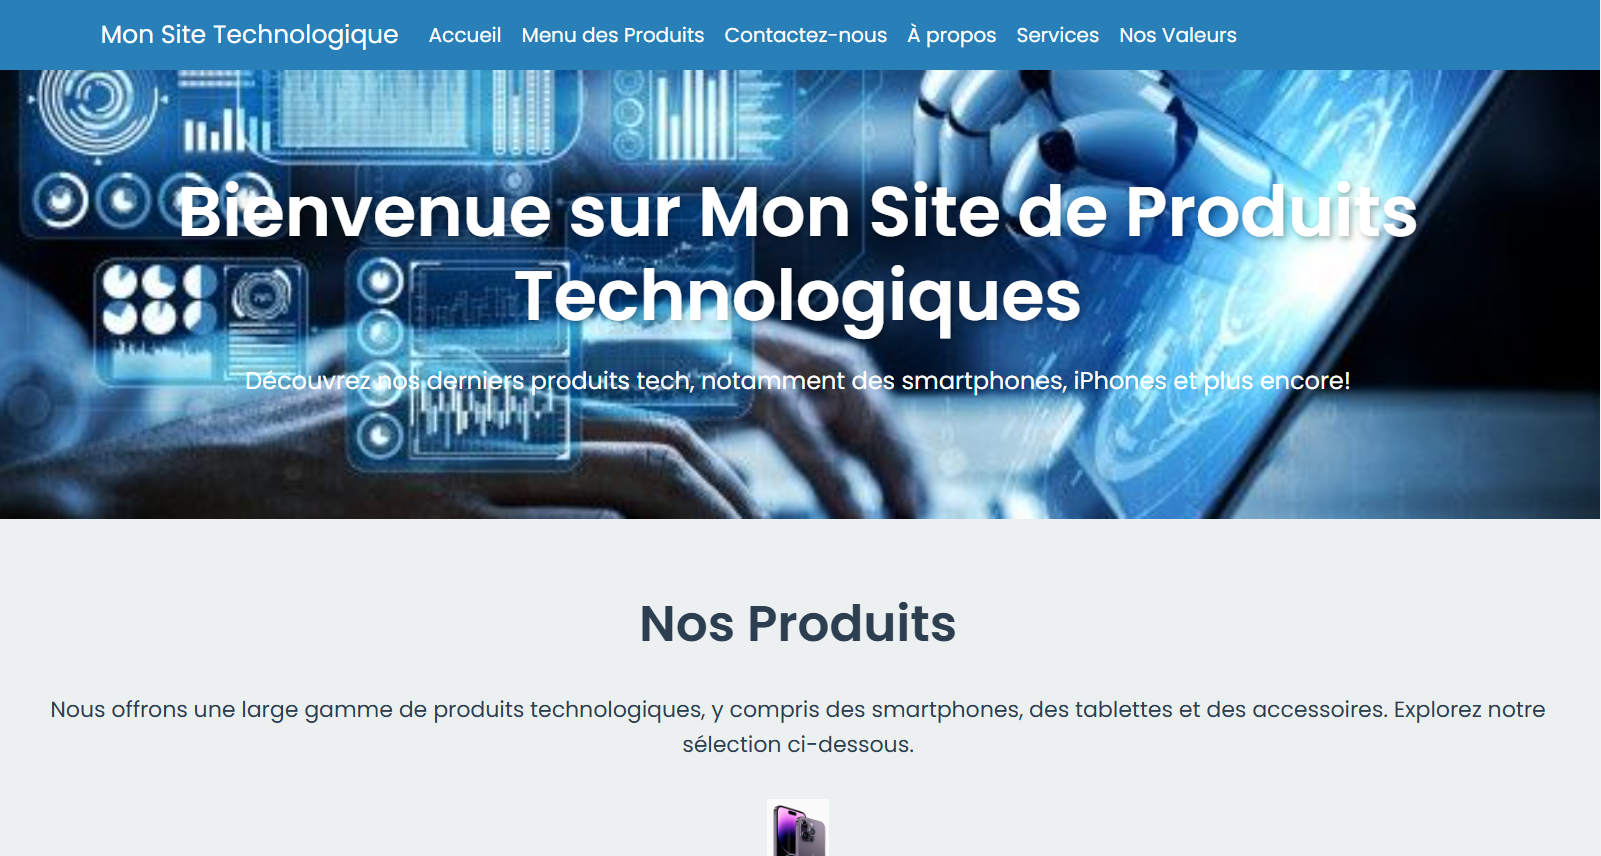 Mon Site Technologique Accueil Menu des Produits Contactez-nous À propos Services Nos Valeurs
Bienvenue sur Mon Site de Produits
Technologiques
Découvrez nos derniers produits tech, notamment des smartphones, iPhones et plus encore!
Nos Produits
Nous offrons une large gamme de produits technologiques, y compris des smartphones, des tablettes et des accessoires. Explorez notre
sélection ci-dessous.